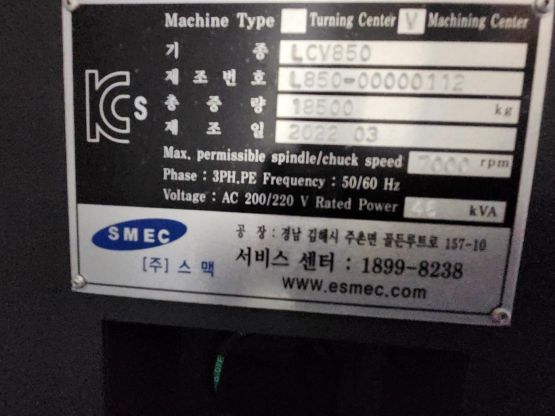 Machine Type Turning Center V Machining Center
기 종 LCV850
제조번호 L850-00000112
총 중 량 18500 kg
제 조 일 2022 03
Max. permissible spindle/chuck speed 7000 rpm
Phase : 3PH.PE Frequency : 50/60 Hz
Voltage : AC 200/220 V Rated Power kVA
KCs
SMEC
[주] 스 맥
공 장 : 경남 김해시 주촌면 골든루트로 157-10
서비스 센터 : 1899-8238
www.esmec.com